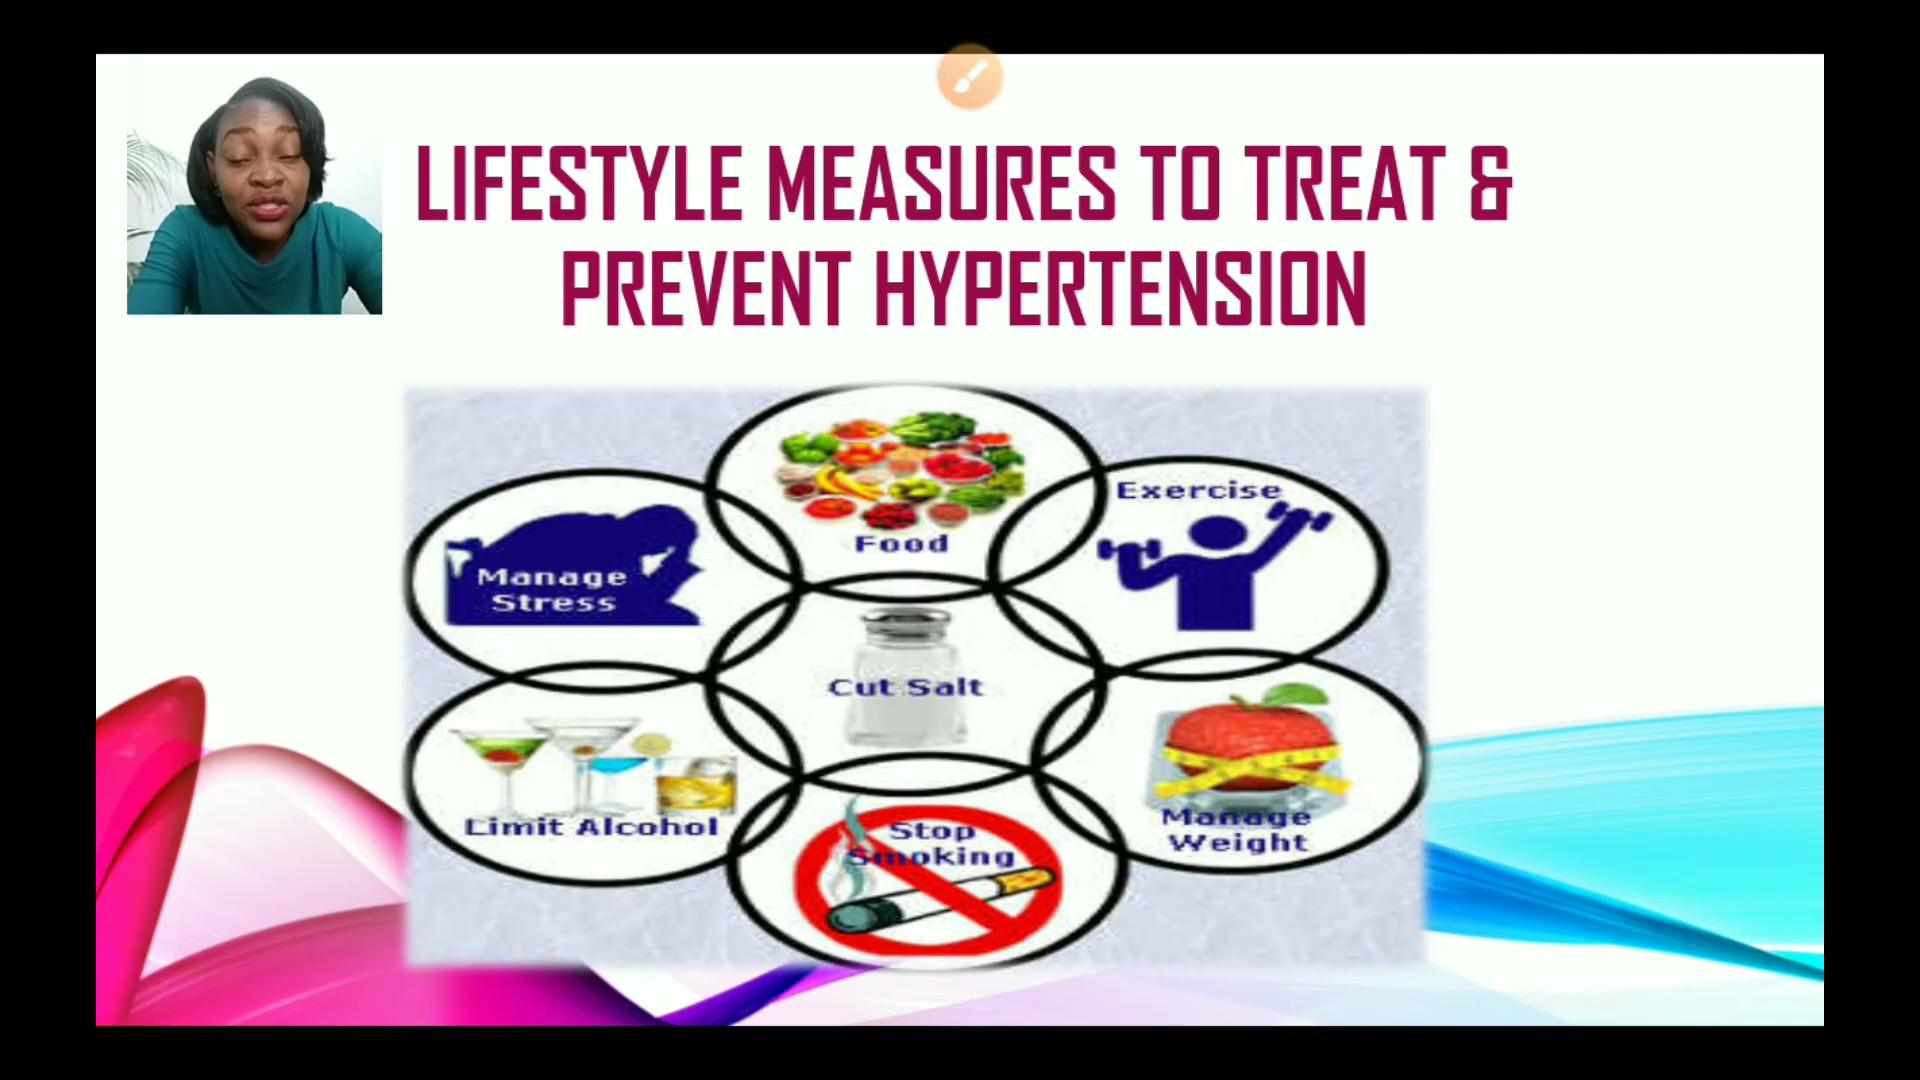 LIFESTYLE MEASURES TO TREAT &
PREVENT HYPERTENSION
Food
Exercise
Manage
Stress
Cut Salt
Limit Alcohol
Stop
Smoking
Manage
Weight